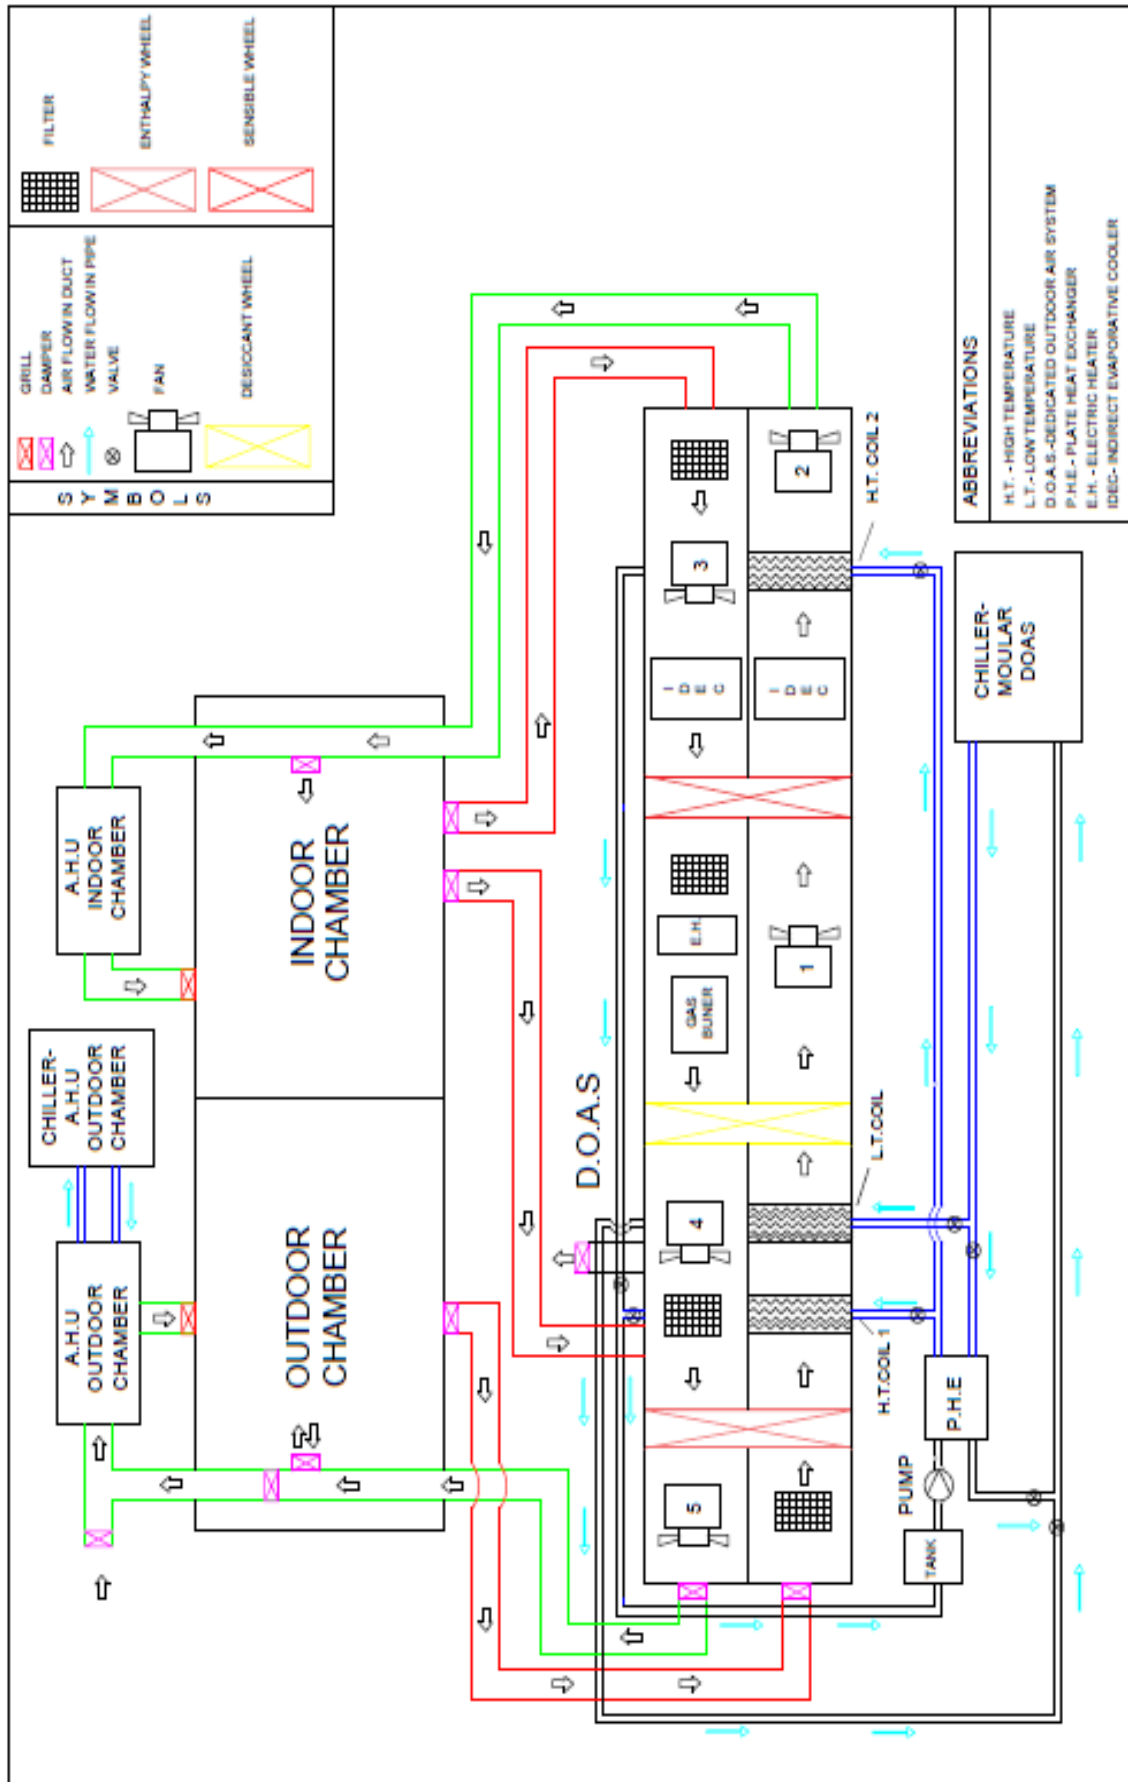 S
Y
M
B
O
L
S
GRILL
DAMPER
AIR FLOW IN DUCT
WATER FLOW IN PIPE
VALVE
FAN
DESICCANT WHEEL
FILTER
ENTHALPY WHEEL
SENSIBLE WHEEL
A.H.U
OUTDOOR
CHAMBER
CHILLER-
A.H.U
OUTDOOR
CHAMBER
A.H.U
INDOOR
CHAMBER
OUTDOOR
CHAMBER
INDOOR
CHAMBER
D.O.A.S
5
4
GAS
BUNER
E.H.
I
D
E
C
3
1
I
D
E
C
2
H.T.COIL 1
L.T.COIL
H.T. COIL 2
TANK
PUMP
P.H.E
CHILLER-
MOULAR
DOAS
ABBREVIATIONS
H.T. - HIGH TEMPERATURE
L.T. - LOW TEMPERATURE
D.O.A.S.-DEDICATED OUTDOOR AIR SYSTEM
P.H.E.- PLATE HEAT EXCHANGER
E.H. - ELECTRIC HEATER
IDEC- INDIRECT EVAPORATIVE COOLER